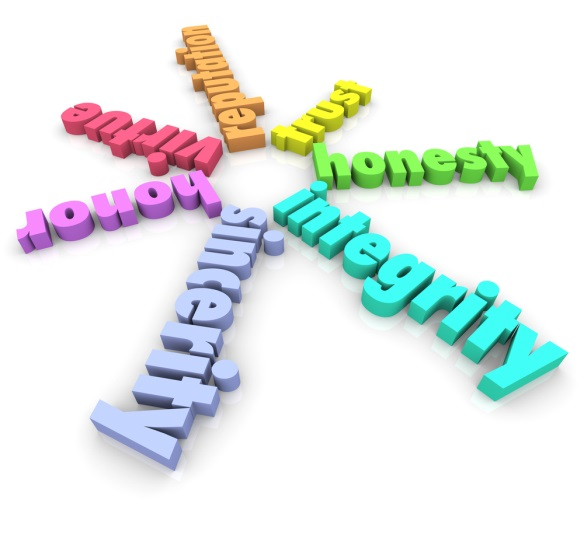 reputation
trust
honesty
integrity
sincerity
honor
virtue